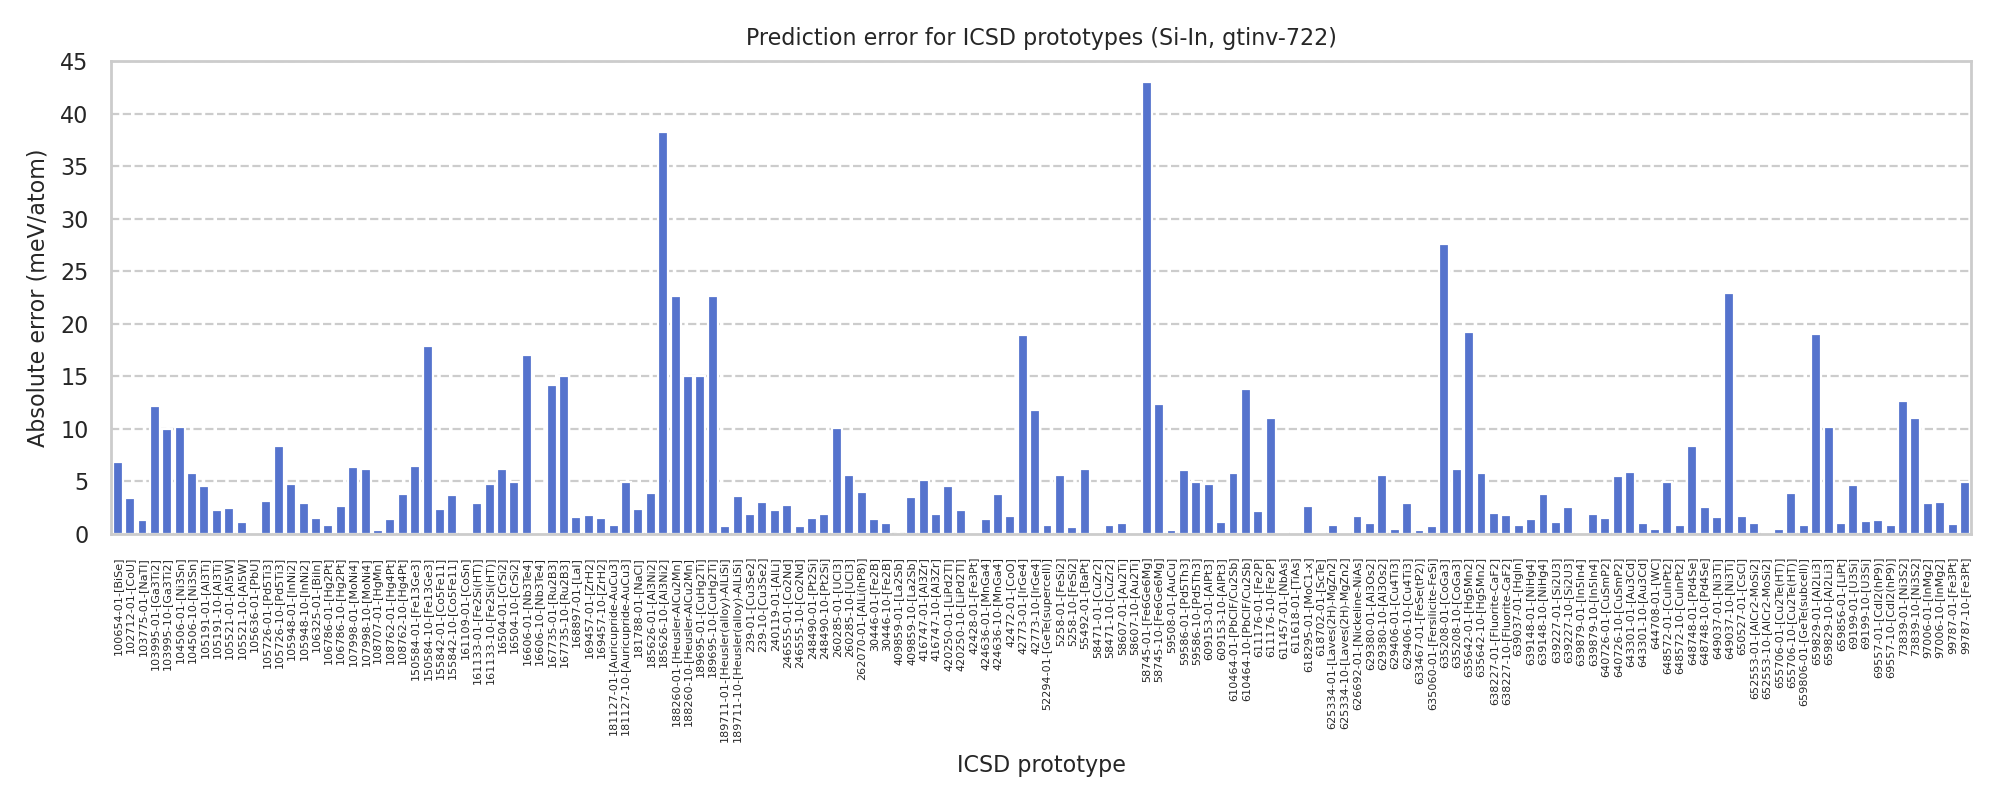 Prediction error for ICSD prototypes (Si-In, gtinv-722)
Absolute error (meV/atom)
45
40
35
30
25
20
15
10
5
0
100654-01-[BiSe]
102712-01-[CoU]
103775-01-[NaTl]
103995-01-[Ga3Ti2]
103995-10-[Ga3Ti2]
104506-01-[Ni3Sn]
104506-10-[Ni3Sn]
105191-01-[Al3Ti]
105191-10-[Al3Ti]
105521-01-[Al5W]
105521-10-[Al5W]
105636-01-[PbU]
105726-01-[Pd5Ti3]
105726-10-[Pd5Ti3]
105948-01-[InNi2]
105948-10-[InNi2]
106325-01-[BiIn]
106786-01-[Hg2Pt]
106786-10-[Hg2Pt]
107998-01-[MoNi4]
107998-10-[MoNi4]
108707-01-[HgMn]
108762-01-[Hg4Pt]
108762-10-[Hg4Pt]
150584-01-[Fe13Ge3]
150584-10-[Fe13Ge3]
155842-01-[Co5Fe11]
155842-10-[Co5Fe11]
161109-01-[CoSn]
161133-01-[Fe2Si(HT)]
161133-10-[Fe2Si(HT)]
16504-01-[CrSi2]
16504-10-[CrSi2]
16606-01-[Nb3Te4]
16606-10-[Nb3Te4]
167735-01-[Ru2B3]
167735-10-[Ru2B3]
168897-01-[LaI]
169457-01-[ZrH2]
169457-10-[ZrH2]
181127-01-[Auricupride-AuCu3]
181127-10-[Auricupride-AuCu3]
181788-01-[NaCl]
185626-01-[Al3Ni2]
185626-10-[Al3Ni2]
188260-01-[Heusler-AlCu2Mn]
188260-10-[Heusler-AlCu2Mn]
189695-01-[CuHg2Ti]
189695-10-[CuHg2Ti]
189711-01-[Heusler(alloy)-AlLiSi]
189711-10-[Heusler(alloy)-AlLiSi]
239-01-[Cu3Se2]
239-10-[Cu3Se2]
240119-01-[AlLi]
246555-01-[Co2Nd]
246555-10-[Co2Nd]
248490-01-[Pt2Si]
248490-10-[Pt2Si]
260285-01-[UCl3]
260285-10-[UCl3]
262070-01-[AlLi(hP8)]
30446-01-[Fe2B]
30446-10-[Fe2B]
409859-01-[La2Sb]
409859-10-[La2Sb]
416747-01-[Al3Zr]
416747-10-[Al3Zr]
420250-01-[LiPd2Tl]
420250-10-[LiPd2Tl]
42428-01-[Fe3Pt]
424636-01-[MnGa4]
424636-10-[MnGa4]
42472-01-[CoO]
42773-01-[IrGe4]
42773-10-[IrGe4]
52294-01-[GeTe(supercell)]
5258-01-[FeSi2]
5258-10-[FeSi2]
55492-01-[BaPt]
58471-01-[CuZr2]
58471-10-[CuZr2]
58607-01-[Au2Ti]
58607-10-[Au2Ti]
58745-01-[Fe6Ge6Mg]
58745-10-[Fe6Ge6Mg]
59508-01-[AuCu]
59586-01-[Pd5Th3]
59586-10-[Pd5Th3]
609153-01-[AlPt3]
609153-10-[AlPt3]
610464-01-[PbClF/Cu2Sb]
610464-10-[PbClF/Cu2Sb]
611176-01-[Fe2P]
611176-10-[Fe2P]
611457-01-[NbAs]
611618-01-[TiAs]
618295-01-[MoC1-x]
618702-01-[ScTe]
625334-01-[Laves(2H)-MgZn2]
625334-10-[Laves(2H)-MgZn2]
626692-01-[Nickeline-NiAs]
629380-01-[Al3Os2]
629380-10-[Al3Os2]
629406-01-[Cu4Ti3]
629406-10-[Cu4Ti3]
633467-01-[FeSe(tP2)]
635060-01-[Fersilicite-FeSi]
635208-01-[CoGa3]
635208-10-[CoGa3]
635642-01-[Hg5Mn2]
635642-10-[Hg5Mn2]
638227-01-[Fluorite-CaF2]
638227-10-[Fluorite-CaF2]
639037-01-[HgIn]
639148-01-[NiHg4]
639148-10-[NiHg4]
639227-01-[Si2U3]
639227-10-[Si2U3]
639879-01-[In5In4]
639879-10-[In5In4]
640726-01-[CuSmP2]
640726-10-[CuSmP2]
643301-01-[Au3Cd]
643301-10-[Au3Cd]
644708-01-[WC]
648572-01-[CuInPt2]
648572-10-[CuInPt2]
648748-01-[Pd4Se]
648748-10-[Pd4Se]
649037-01-[Ni3Ti]
649037-10-[Ni3Ti]
650527-01-[CsCl]
652553-01-[AlCr2-MoSi2]
652553-10-[AlCr2-MoSi2]
655706-01-[Cu2Te(HT)]
655706-10-[Cu2Te(HT)]
659806-01-[GeTe(subcell)]
659829-01-[Al2Li3]
659829-10-[Al2Li3]
659856-01-[LiPt]
69199-01-[U3Si]
69199-10-[U3Si]
69557-01-[CdI2(hP9)]
69557-10-[CdI2(hP9)]
73839-01-[Ni3S2]
73839-10-[Ni3S2]
97006-01-[InMg2]
97006-10-[InMg2]
99787-01-[Fe3Pt]
99787-10-[Fe3Pt]
ICSD prototype